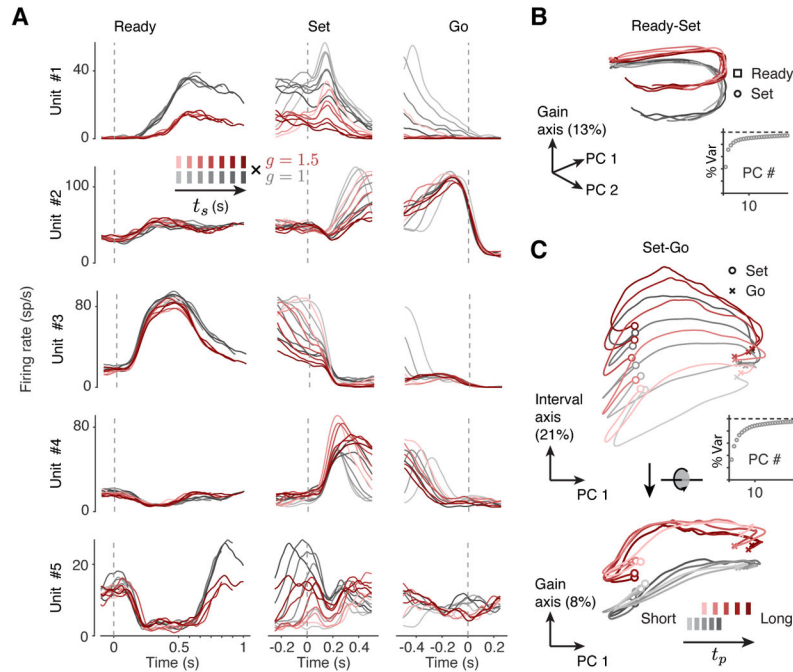 A
Ready
Set
Go
Unit #1
40
0
g = 1.5
× g = 1
t_s (s)
Unit #2
100
0
Firing rate (sp/s)
Unit #3
80
0
Unit #4
80
0
Unit #5
20
0
0 0.5 1
Time (s)
-0.2 0 0.2 0.4
Time (s)
-0.4 -0.2 0 0.2
Time (s)
B
Ready-Set
Ready
Set
Gain
axis (13%)
PC 1
PC 2
% Var
PC #
10
C
Set-Go
Set
Go
Interval
axis
(21%)
PC 1
% Var
PC #
10
Gain
axis (8%)
PC 1
Short
Long
t_p